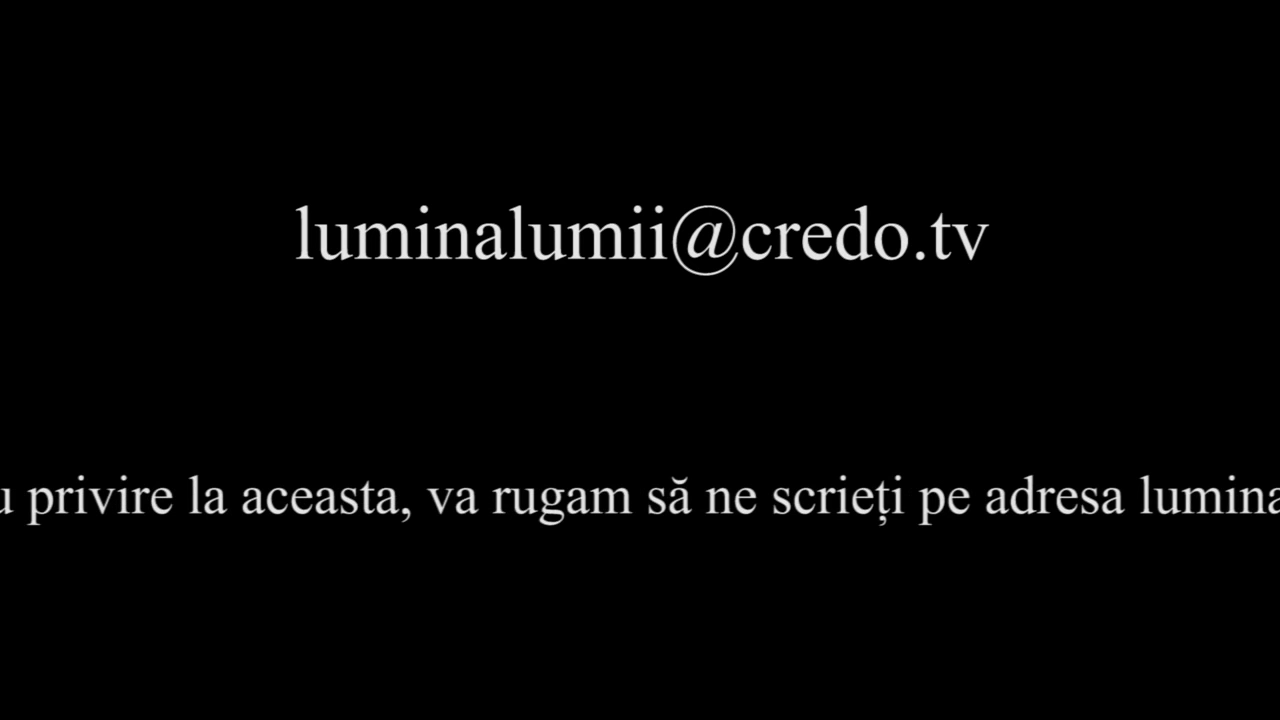 luminalumii@credo.tv
u privire la aceasta, va rugam să ne scrieți pe adresa lumina